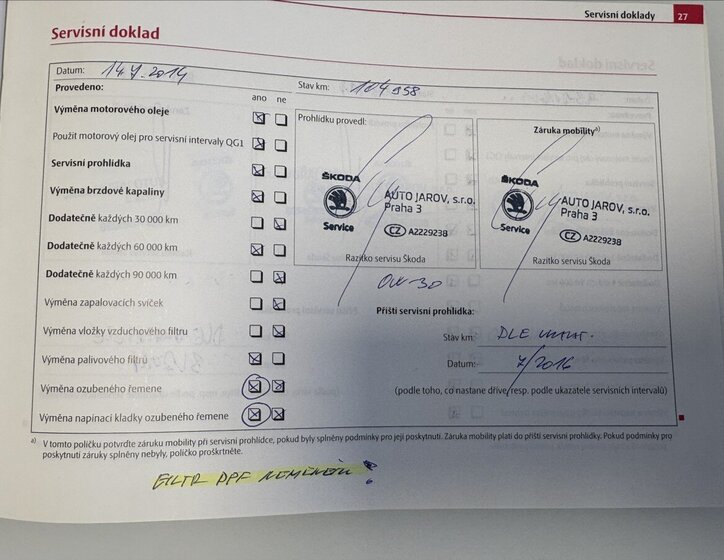 Servisní doklady 27
Servisní doklad
Datum: 14.7.2014
Stav km: 104 958
Provedeno:
ano ne
Výměna motorového oleje
Použit motorový olej pro servisní intervaly QG1
Servisní prohlídka
Výměna brzdové kapaliny
Dodatečně každých 30 000 km
Dodatečně každých 60 000 km
Dodatečně každých 90 000 km
Výměna zapalovacích svíček
Výměna vložky vzduchového filtru
Výměna palivového filtru
Výměna ozubeného řemene
Výměna napínací kladky ozubeného řemene
Prohlídku provedl:
ŠKODA
Service
AUTO JAROV, s.r.o.
Praha 3
CZ A2229238
Razítko servisu Škoda
Záruka mobility a)
ŠKODA
Service
AUTO JAROV, s.r.o.
Praha 3
CZ A2229238
Razítko servisu Škoda
0W-30
Příští servisní prohlídka:
Stav km: DLE
Datum: 7/2016
(podle toho, co nastane dříve, resp. podle ukazatele servisních intervalů)
a) V tomto políčku potvrďte záruku mobility při servisní prohlídce, pokud byly splněny podmínky pro její poskytnutí. Záruka mobility platí do příští servisní prohlídky. Pokud podmínky pro
poskytnutí záruky splněny nebyly, políčko proškrtněte.
FILTR DPF NEMĚNĚN!